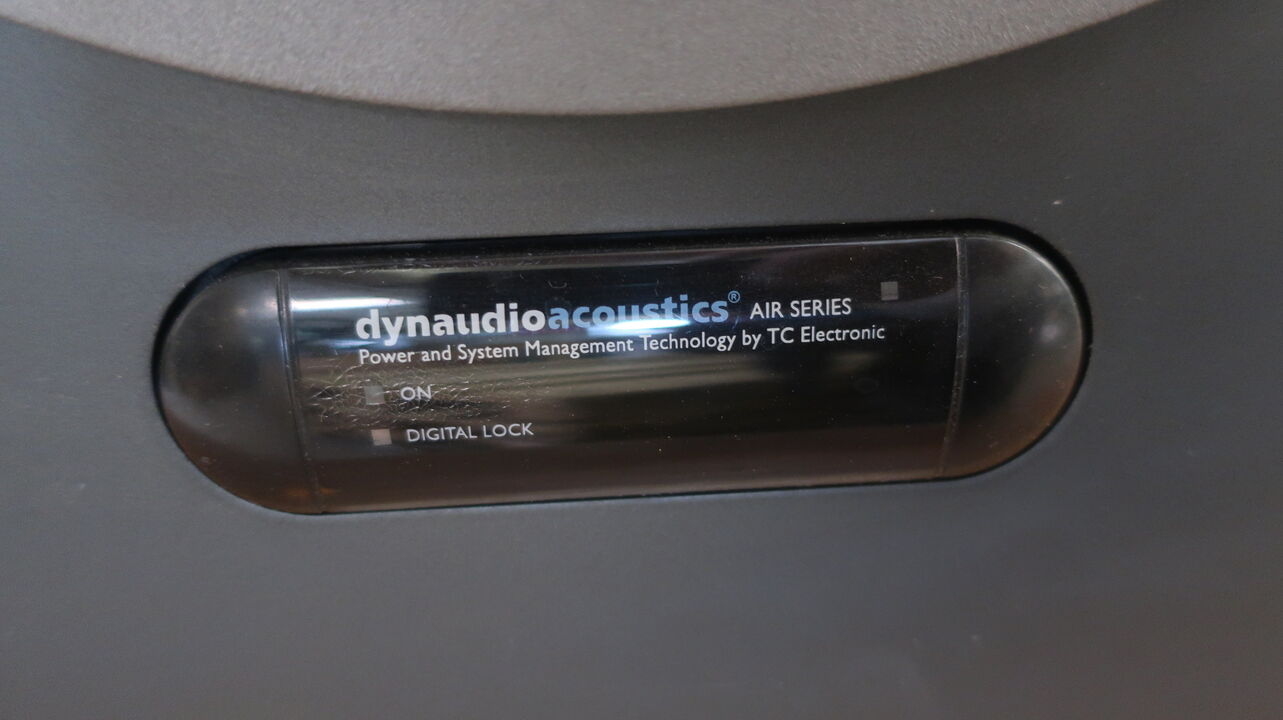 dynaudioacoustics® AIR SERIES
Power and System Management Technology by TC Electronic
ON
DIGITAL LOCK